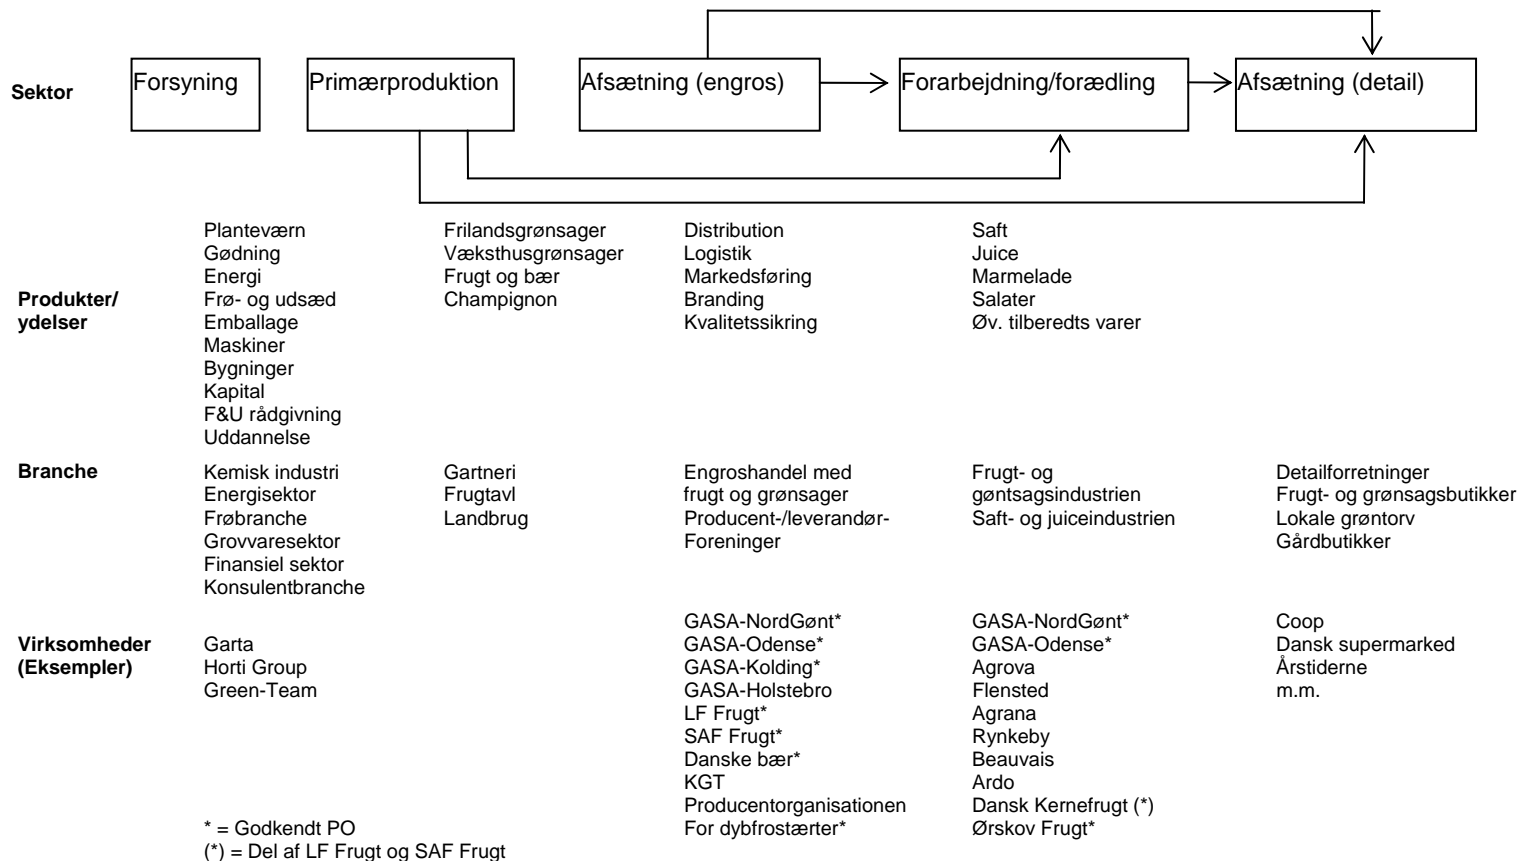 Sektor
Forsyning
Primærproduktion
Afsætning (engros)
Forarbejdning/forædling
Afsætning (detail)
Produkter/
ydelser
Planteværn
Gødning
Energi
Frø- og udsæd
Emballage
Maskiner
Bygninger
Kapital
F&U rådgivning
Uddannelse
Frilandsgrønsager
Væksthusgrønsager
Frugt og bær
Champignon
Distribution
Logistik
Markedsføring
Branding
Kvalitetssikring
Saft
Juice
Marmelade
Salater
Øv. tilberedts varer
Branche
Kemisk industri
Energisektor
Frøbranche
Grovvaresektor
Finansiel sektor
Konsulentbranche
Gartneri
Frugtavl
Landbrug
Engroshandel med
frugt og grønsager
Producent-/leverandør-
Foreninger
Frugt- og
gøntsagsindustrien
Saft- og juiceindustrien
Detailforretninger
Frugt- og grønsagsbutikker
Lokale grøntorv
Gårdbutikker
Virksomheder
(Eksempler)
Garta
Horti Group
Green-Team
GASA-NordGønt*
GASA-Odense*
GASA-Kolding*
GASA-Holstebro
LF Frugt*
SAF Frugt*
Danske bær*
KGT
Producentorganisationen
For dybfrostærter*
GASA-NordGønt*
GASA-Odense*
Agrova
Flensted
Agrana
Rynkeby
Beauvais
Ardo
Dansk Kernefrugt (*)
Ørskov Frugt*
Coop
Dansk supermarked
Årstiderne
m.m.
* = Godkendt PO
(*) = Del af LF Frugt og SAF Frugt